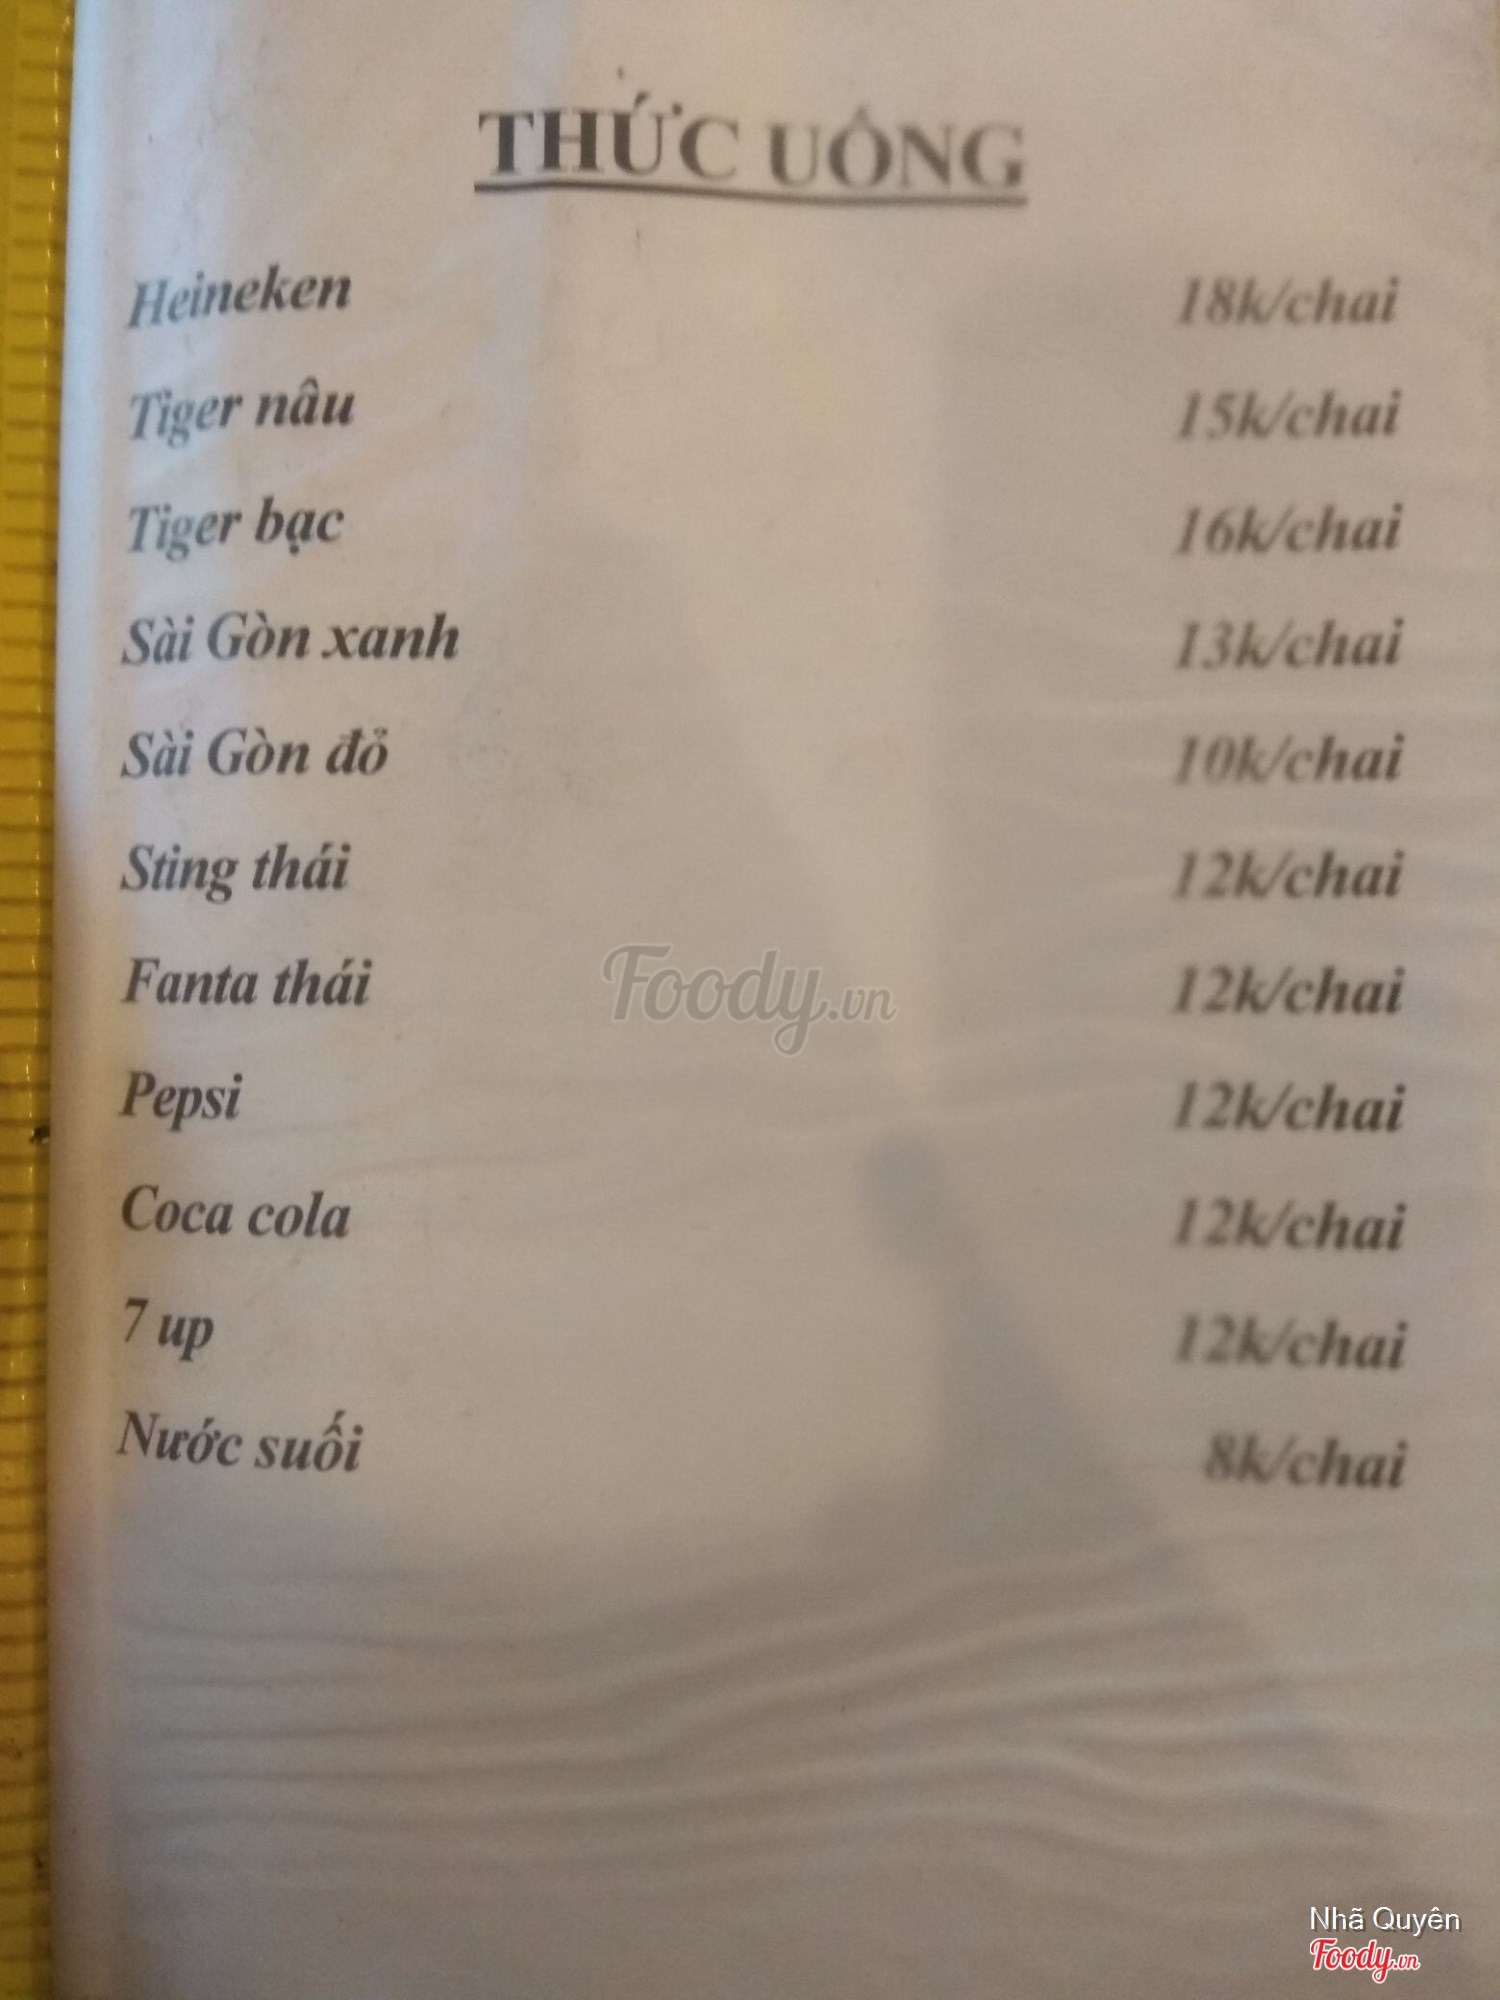 THỨC UỐNG
Heineken 18k/chai
Tiger nâu 15k/chai
Tiger bạc 16k/chai
Sài Gòn xanh 13k/chai
Sài Gòn đỏ 10k/chai
Sting thái 12k/chai
Fanta thái 12k/chai
Foody.vn
Pepsi 12k/chai
Coca cola 12k/chai
7 up 12k/chai
Nước suối 8k/chai
Nhã Quyên
Foody.vn